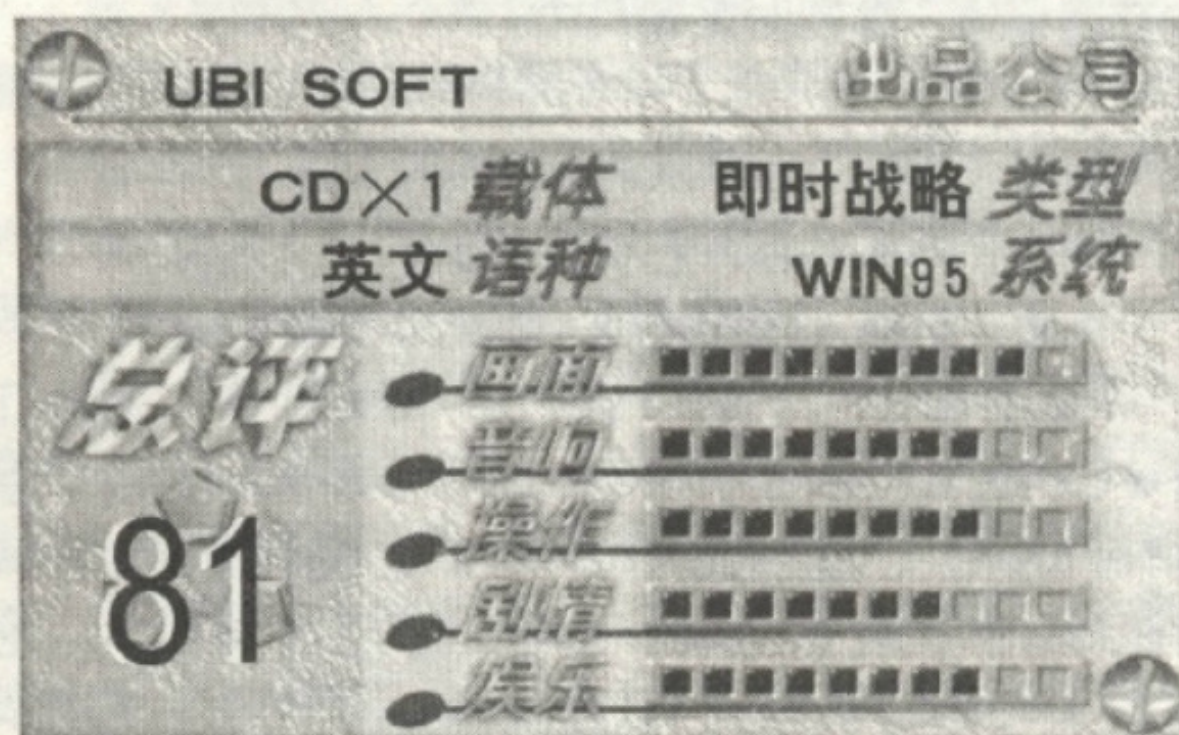 UBI SOFT 出品公司
CD×1 载体 即时战略 类型
英文 语种 WIN95 系统
总评
画面
音响
81
操作
剧情
娱乐